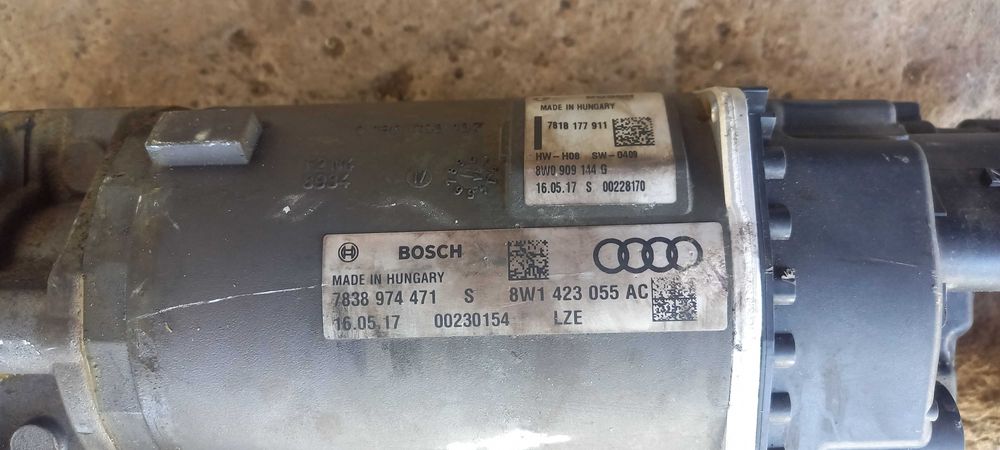 MADE IN HUNGARY
7818 177 911
HW-H08 SW-0409
8W0 909 144 G
16.05.17 S 00228170
BOSCH
MADE IN HUNGARY
7838 974 471 S 8W1 423 055 AC
16.05.17 00230154 LZE